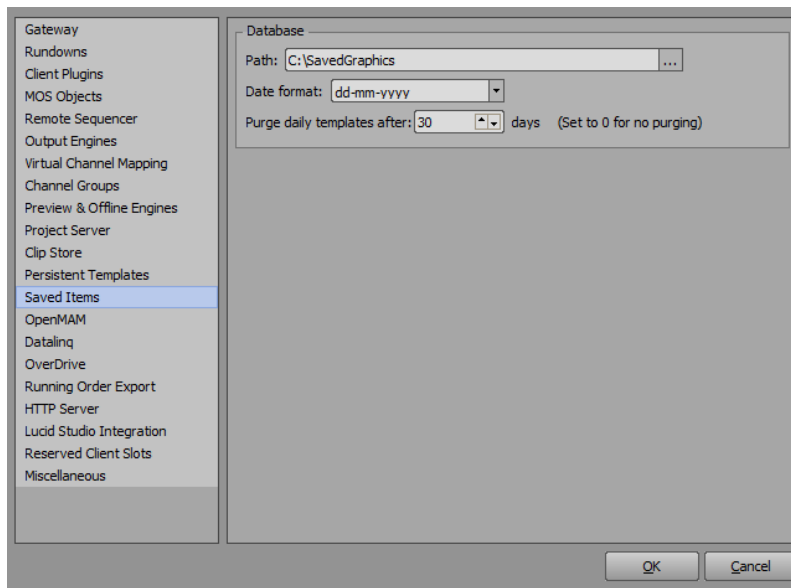 Gateway
Rundowns
Client Plugins
MOS Objects
Remote Sequencer
Output Engines
Virtual Channel Mapping
Channel Groups
Preview & Offline Engines
Project Server
Clip Store
Persistent Templates
Saved Items
OpenMAM
Datalinq
OverDrive
Running Order Export
HTTP Server
Lucid Studio Integration
Reserved Client Slots
Miscellaneous
Database
Path: C:\SavedGraphics ...
Date format: dd-mm-yyyy
Purge daily templates after: 30 days (Set to 0 for no purging)
OK Cancel